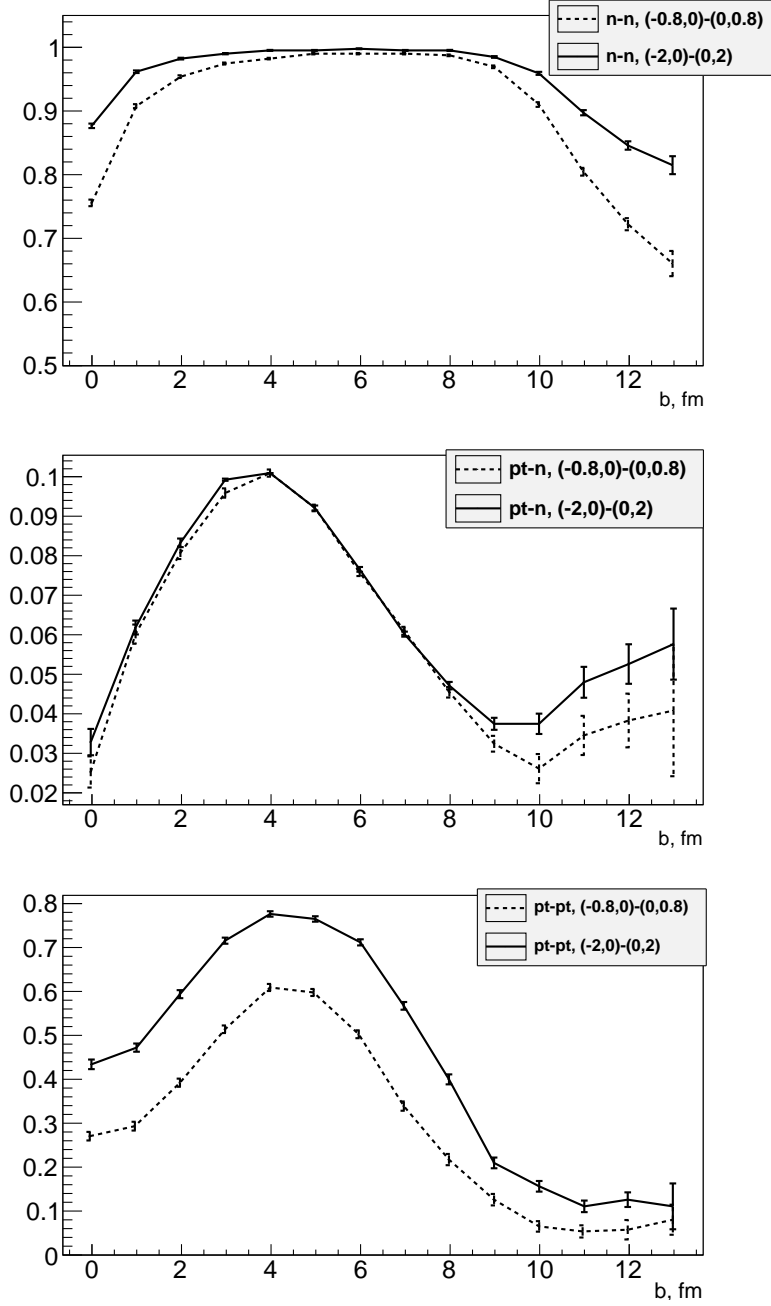 n-n, (-0.8,0)-(0,0.8)
n-n, (-2,0)-(0,2)
1
0.9
0.8
0.7
0.6
0.5
0 2 4 6 8 10 12
b, fm
pt-n, (-0.8,0)-(0,0.8)
pt-n, (-2,0)-(0,2)
0.1
0.09
0.08
0.07
0.06
0.05
0.04
0.03
0.02
0 2 4 6 8 10 12
b, fm
pt-pt, (-0.8,0)-(0,0.8)
pt-pt, (-2,0)-(0,2)
0.8
0.7
0.6
0.5
0.4
0.3
0.2
0.1
0
0 2 4 6 8 10 12
b, fm